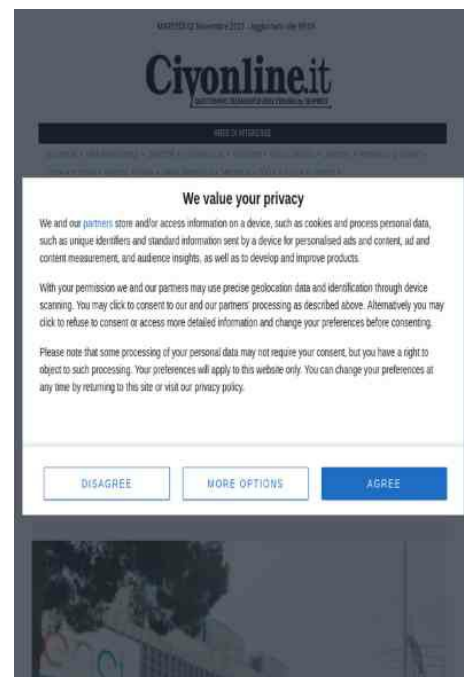 Civonline.it
We value your privacy
We and our partners store and/or access information on a device, such as cookies and process personal data,
such as unique identifiers and standard information sent by a device for personalised ads and content, ad and
content measurement, and audience insights, as well as to develop and improve products.
With your permission we and our partners may use precise geolocation data and identification through device
scanning. You may click to consent to our and our partners' processing as described above. Alternatively you may
click to refuse to consent or access more detailed information and change your preferences before consenting.
Please note that some processing of your personal data may not require your consent, but you have a right to
object to such processing. Your preferences will apply to this website only. You can change your preferences at
any time by returning to this site or visit our privacy policy.
DISAGREE
MORE OPTIONS
AGREE